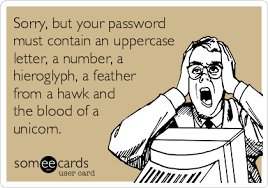 Sorry, but your password
must contain an uppercase
letter, a number, a
hieroglyph, a feather
from a hawk and
the blood of a
unicorn.
someecards
user card